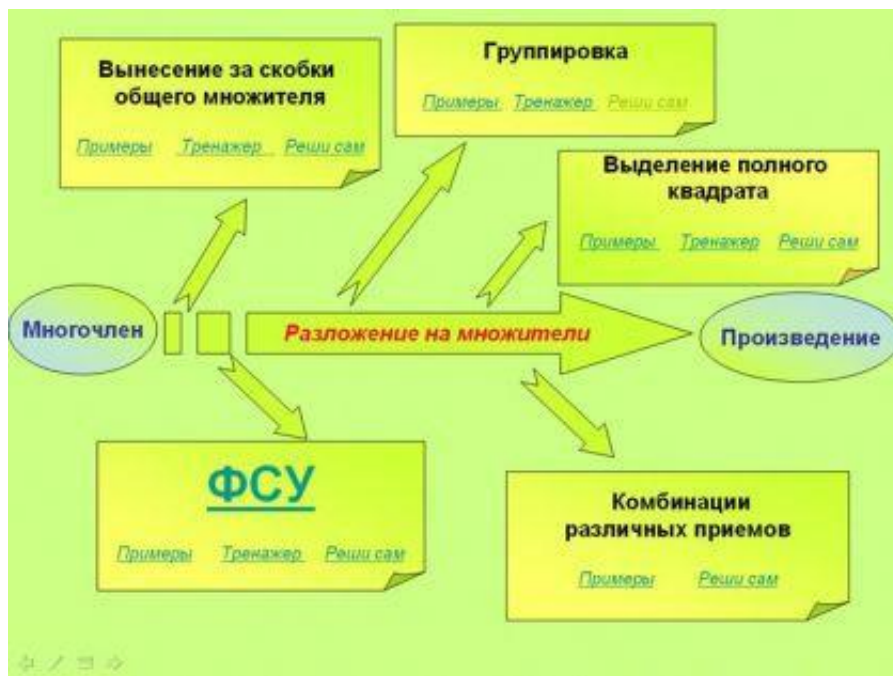 Вынесение за скобки
общего множителя
Примеры Тренажер Реши сам
Группировка
Примеры Тренажер Реши сам
Выделение полного
квадрата
Примеры Тренажер Реши сам
Многочлен
Разложение на множители
Произведение
ФСУ
Примеры Тренажер Реши сам
Комбинации
различных приемов
Примеры Реши сам